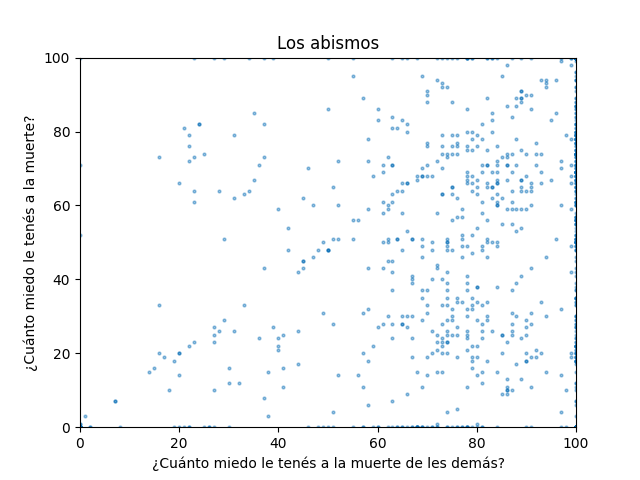 Los abismos
100
80
60
40
20
0
¿Cuánto miedo le tenés a la muerte?
0 20 40 60 80 100
¿Cuánto miedo le tenés a la muerte de les demás?